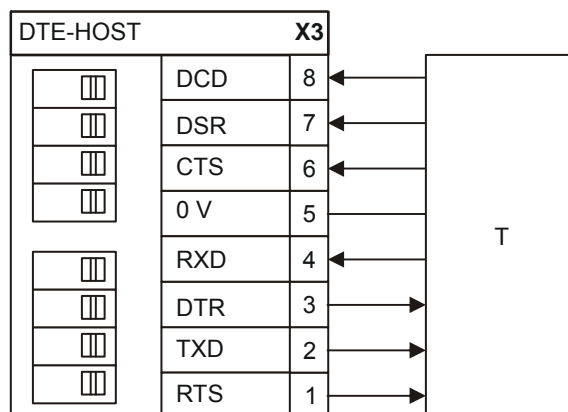 DTE-HOST X3
DCD 8
DSR 7
CTS 6
0 V 5
RXD 4
DTR 3
TXD 2
RTS 1
T